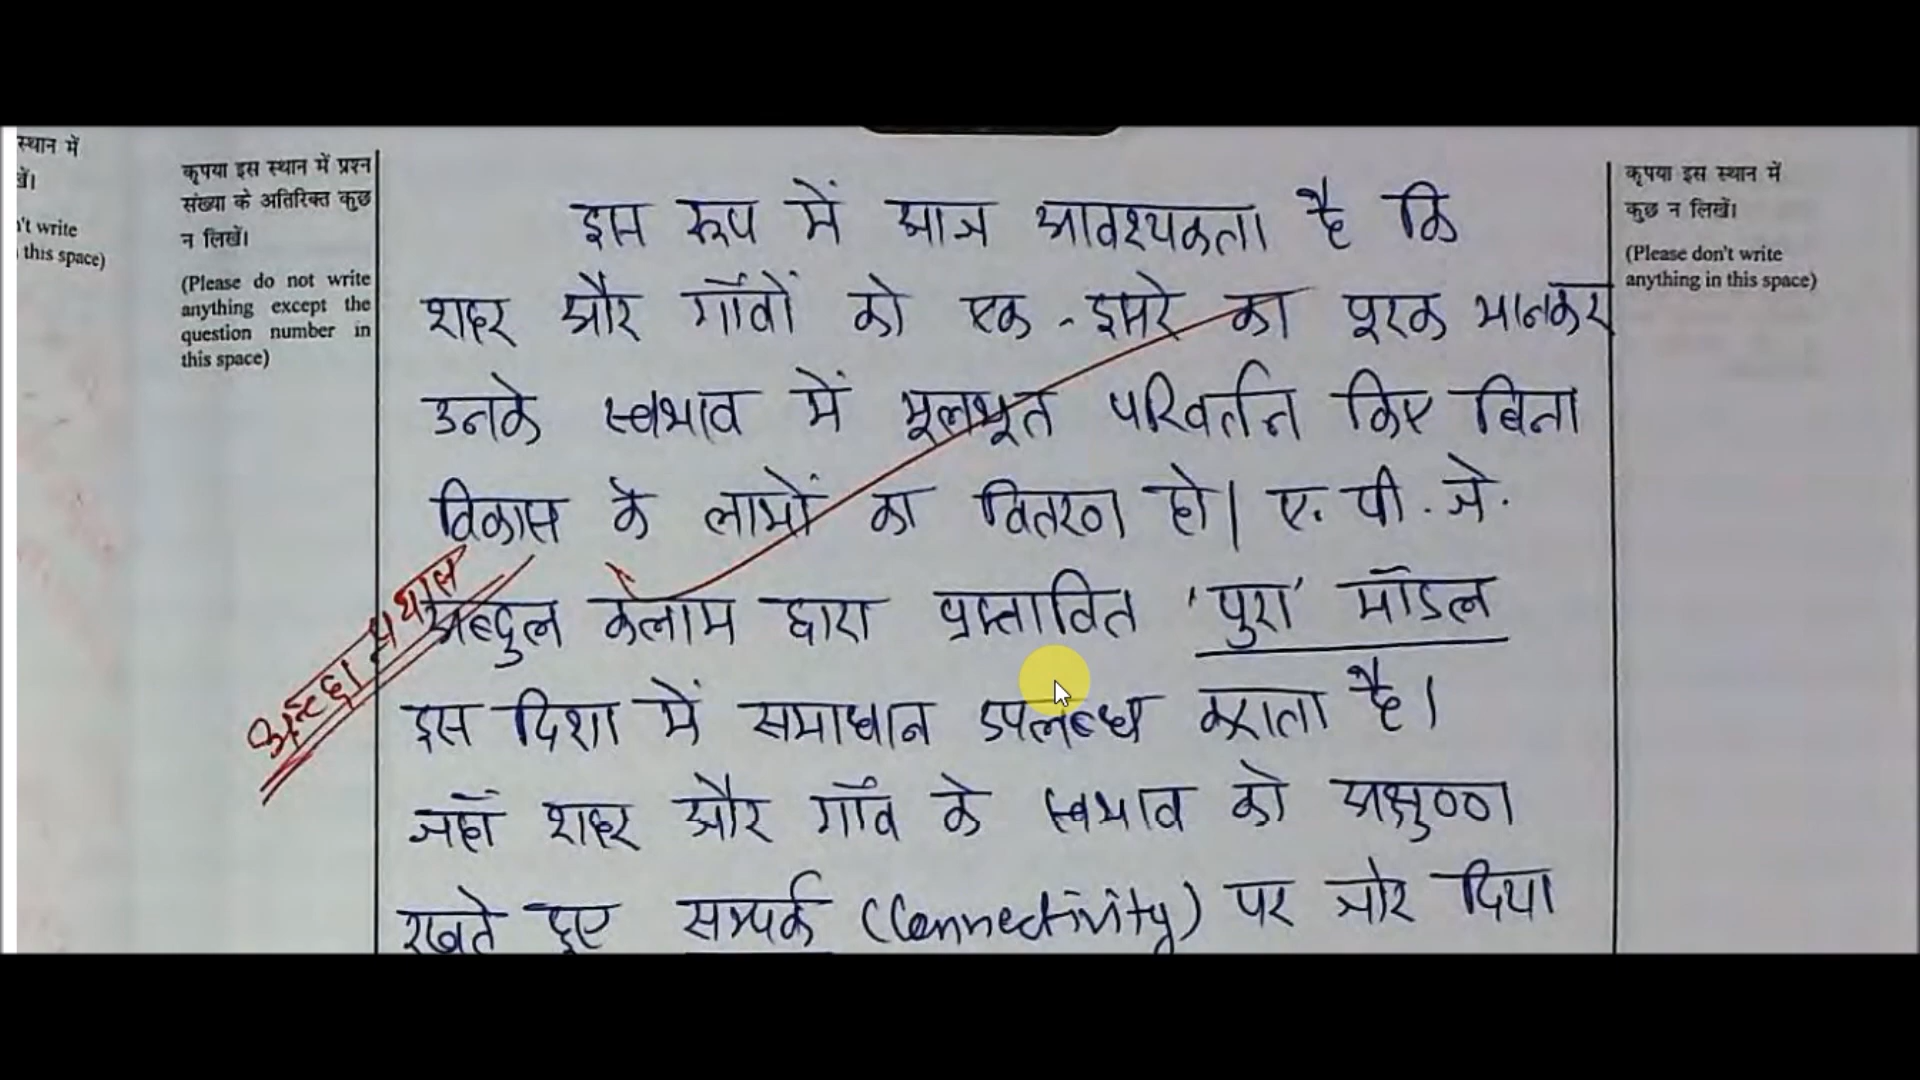 स्थान में
खें।
n't write
this space)
कृपया इस स्थान में प्रश्न
संख्या के अतिरिक्त कुछ
न लिखें।
(Please do not write
anything except the
question number in
this space)
इस रूप में आज आवश्यकता है कि
शहर और गाँवों को एक-दूसरे का पूरक मानकर
उनके स्वभाव में मूलभूत परिवर्तन किए बिना
विकास के लाभों का वितरण हो। ए. पी. जे.
अब्दुल कलाम द्वारा प्रस्तावित 'पुरा' मॉडल
इस दिशा में समाधान उपलब्ध कराता है।
जहाँ शहर और गाँव के स्वभाव को अक्षुण्ण
रखते हुए सम्पर्क (Connectivity) पर जोर दिया
अच्छा प्रयास
कृपया इस स्थान में
कुछ न लिखें।
(Please don't write
anything in this space)